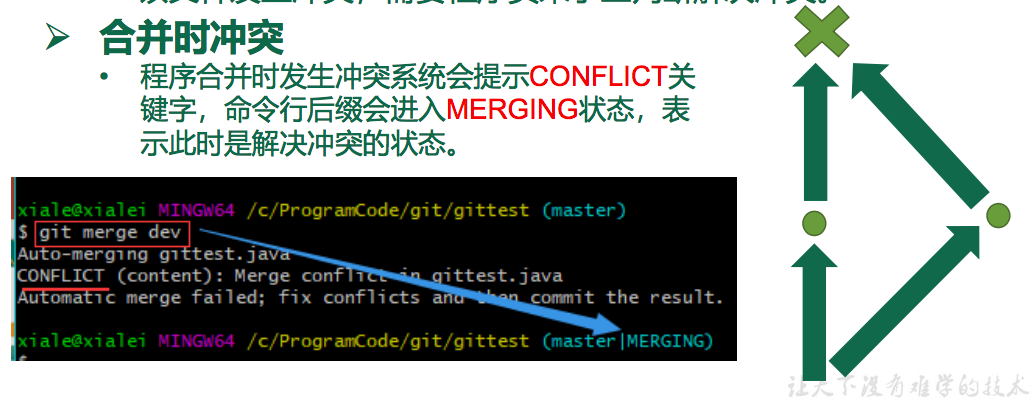 合并时冲突
程序合并时发生冲突系统会提示CONFLICT关
键字，命令行后缀会进入MERGING状态，表
示此时是解决冲突的状态。
xiale@xialei MINGW64 /c/ProgramCode/git/gittest (master)
$ git merge dev
Auto-merging gittest.java
CONFLICT (content): Merge conflict in gittest.java
Automatic merge failed; fix conflicts and then commit the result.
xiale@xialei MINGW64 /c/ProgramCode/git/gittest (master|MERGING)
让天下没有难学的技术